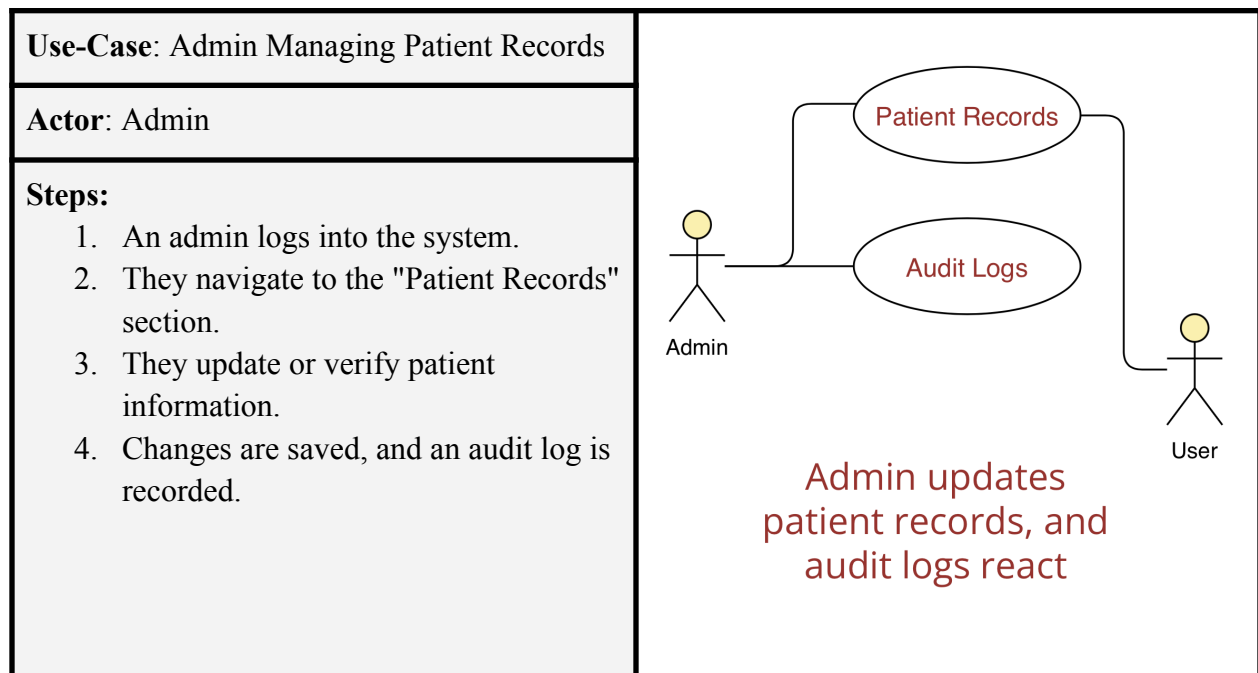 Use-Case: Admin Managing Patient Records
Actor: Admin
Steps:
1. An admin logs into the system.
2. They navigate to the "Patient Records"
section.
3. They update or verify patient
information.
4. Changes are saved, and an audit log is
recorded.
Patient Records
Audit Logs
Admin
User
Admin updates
patient records, and
audit logs react